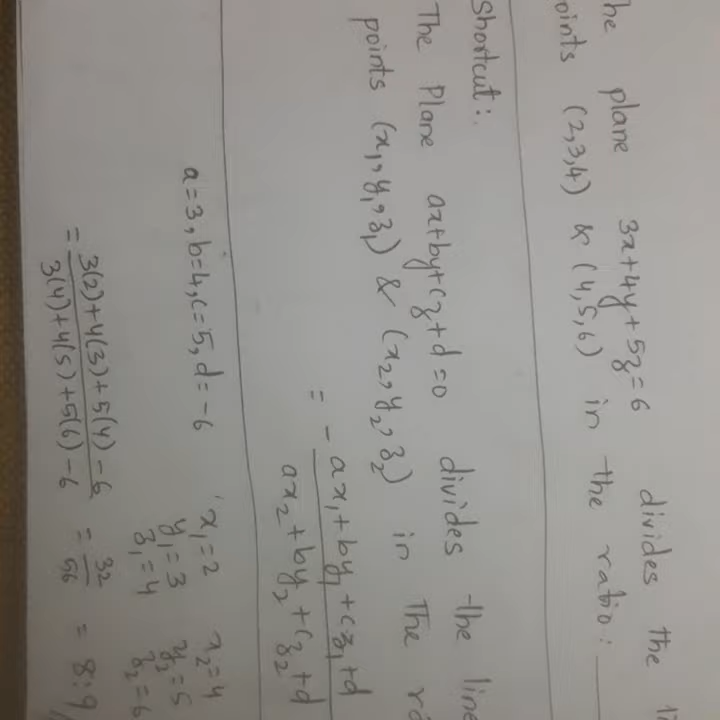 he plane 3x+4y+5z=6 divides the
oints (2,3,4) & (4,5,6) in the ratio:
Shortcut:
The Plane ax+by+cz+d=0 divides the line
points (x₁,y₁,z₁) & (x₂,y₂,z₂) in The
= - ax₁+by₁+cz₁+d
ax₂+by₂+cz₂+d
a=3, b=4, c=5, d=-6 x₁=2 x₂=4
y₁=3 y₂=5
z₁=4 z₂=6
= 3(2)+4(3)+5(4)-6 = 32 = 8:9
3(4)+4(5)+5(6)-6 56